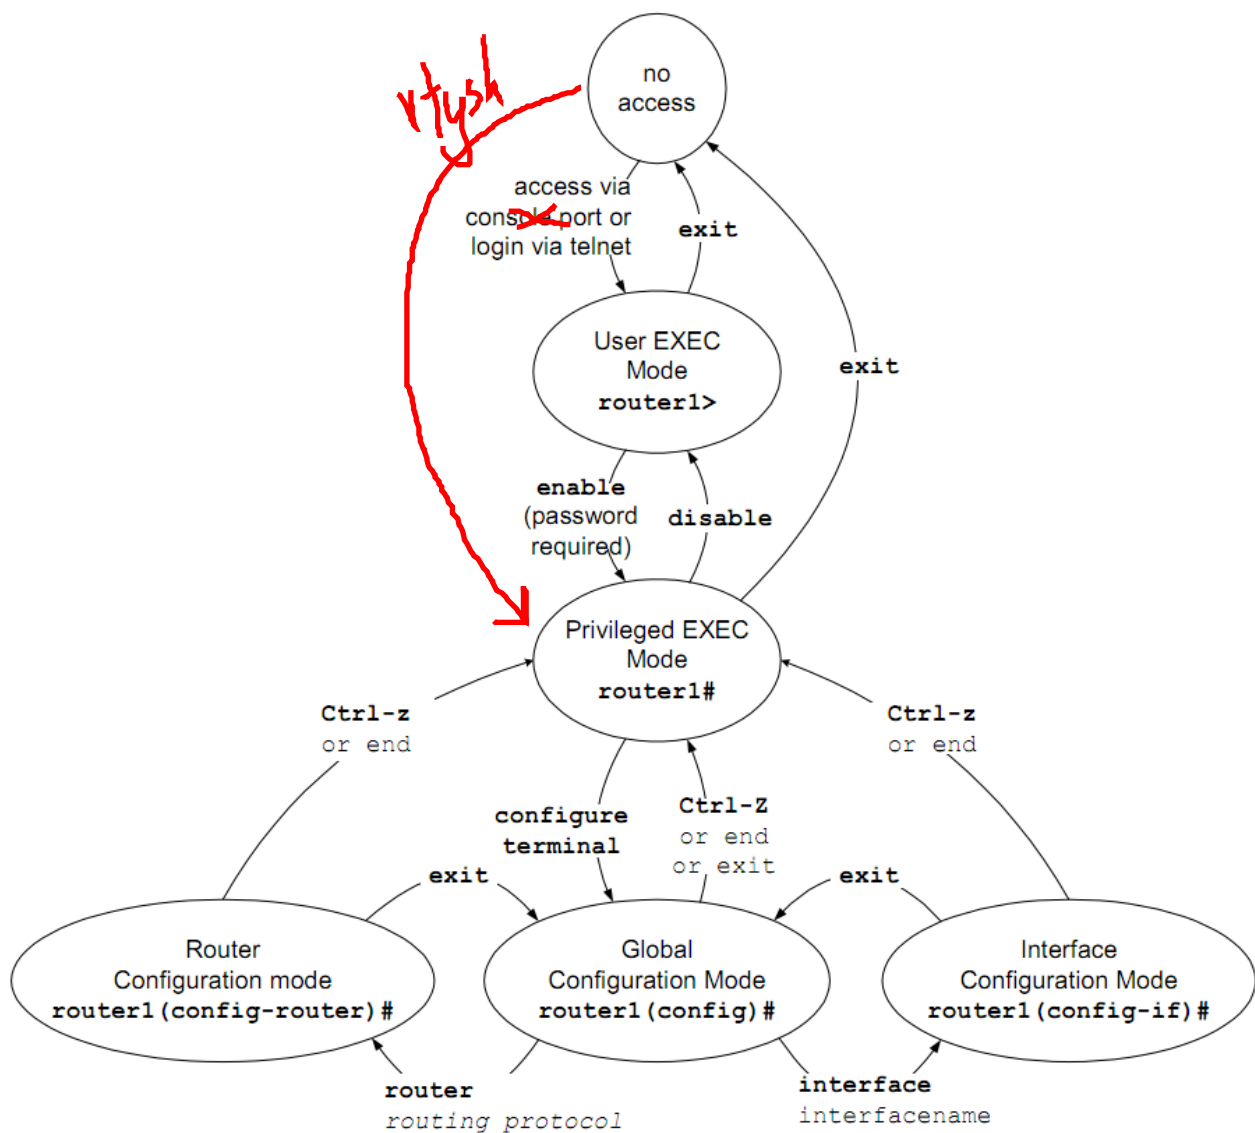 vtysh
no
access
access via
console port or
login via telnet
exit
User EXEC
Mode
router1>
exit
enable
(password
required)
disable
Privileged EXEC
Mode
router1#
Ctrl-z
or end
Ctrl-z
or end
configure
terminal
Ctrl-Z
or end
or exit
exit
exit
Router
Configuration mode
router1(config-router)#
Global
Configuration Mode
router1(config)#
Interface
Configuration Mode
router1(config-if)#
router
routing protocol
interface
interfacename